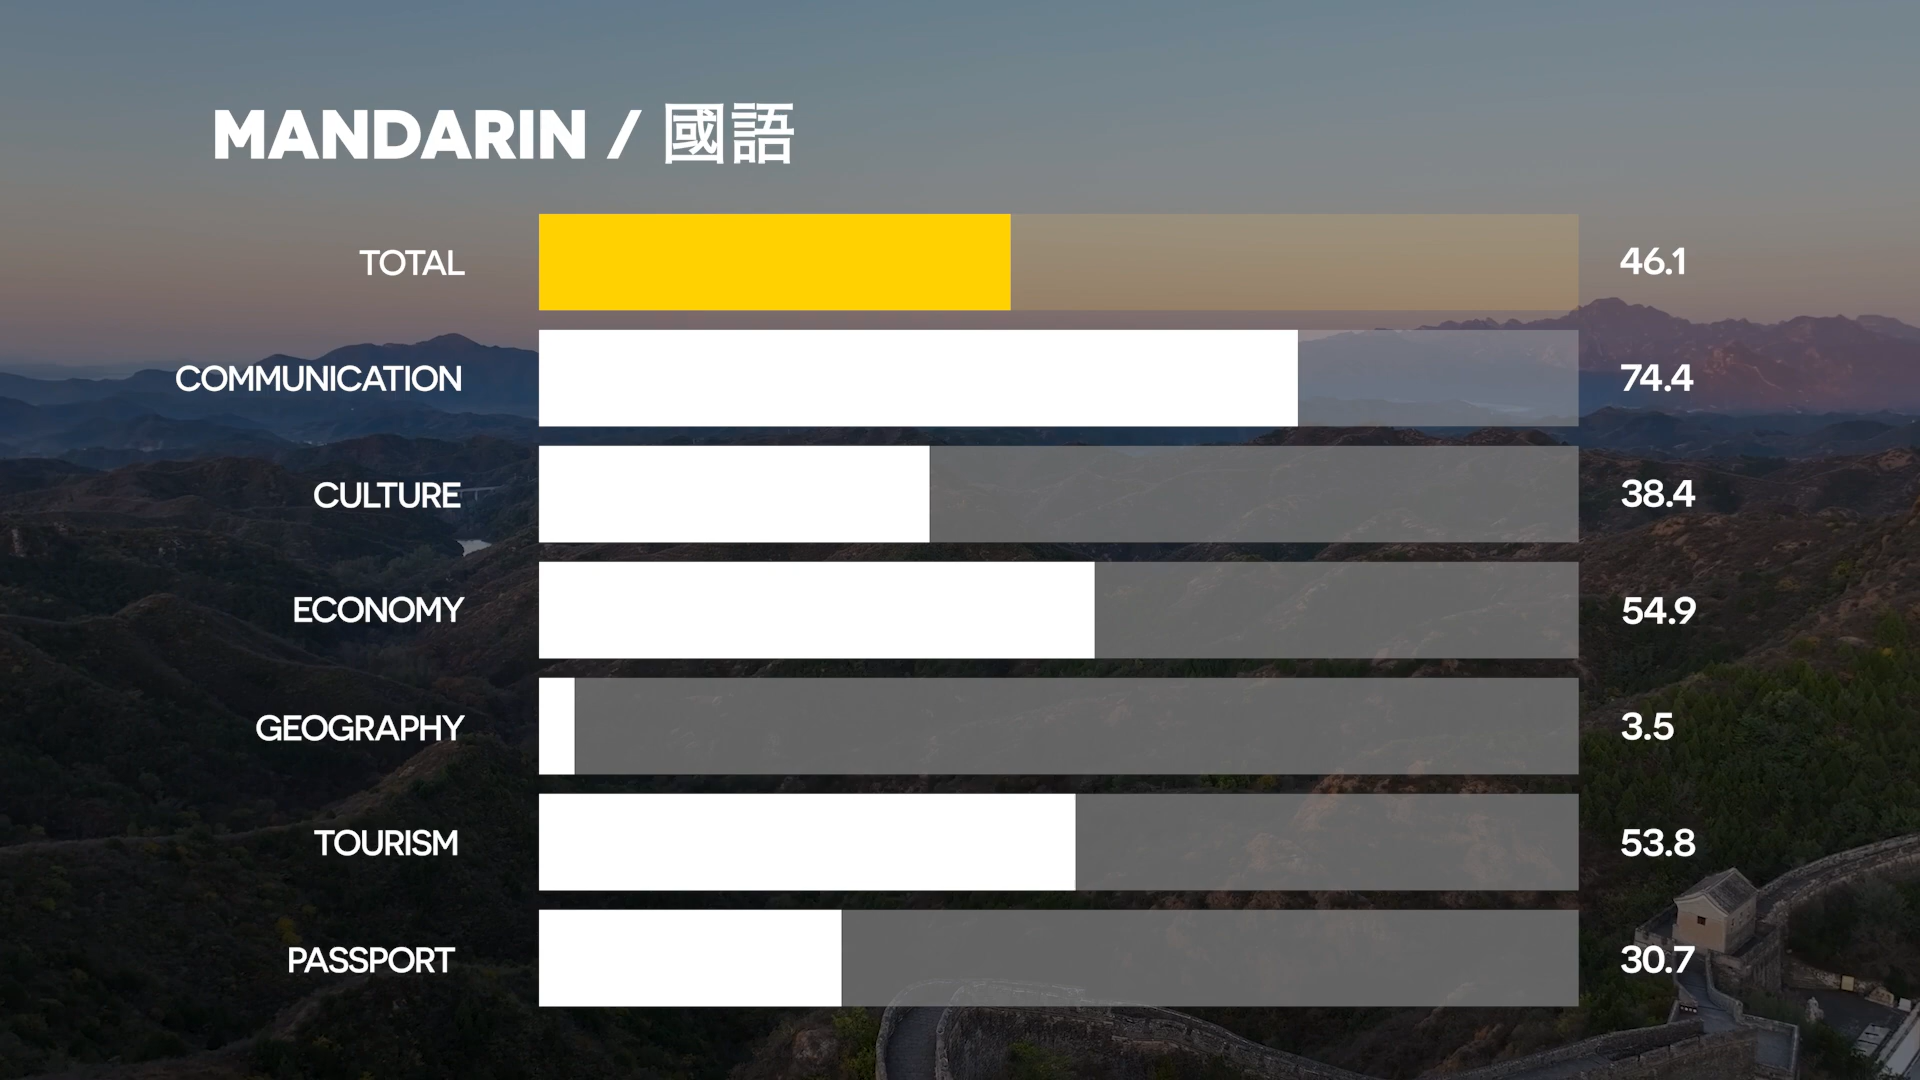 MANDARIN / 國語
TOTAL 46.1
COMMUNICATION 74.4
CULTURE 38.4
ECONOMY 54.9
GEOGRAPHY 3.5
TOURISM 53.8
PASSPORT 30.7